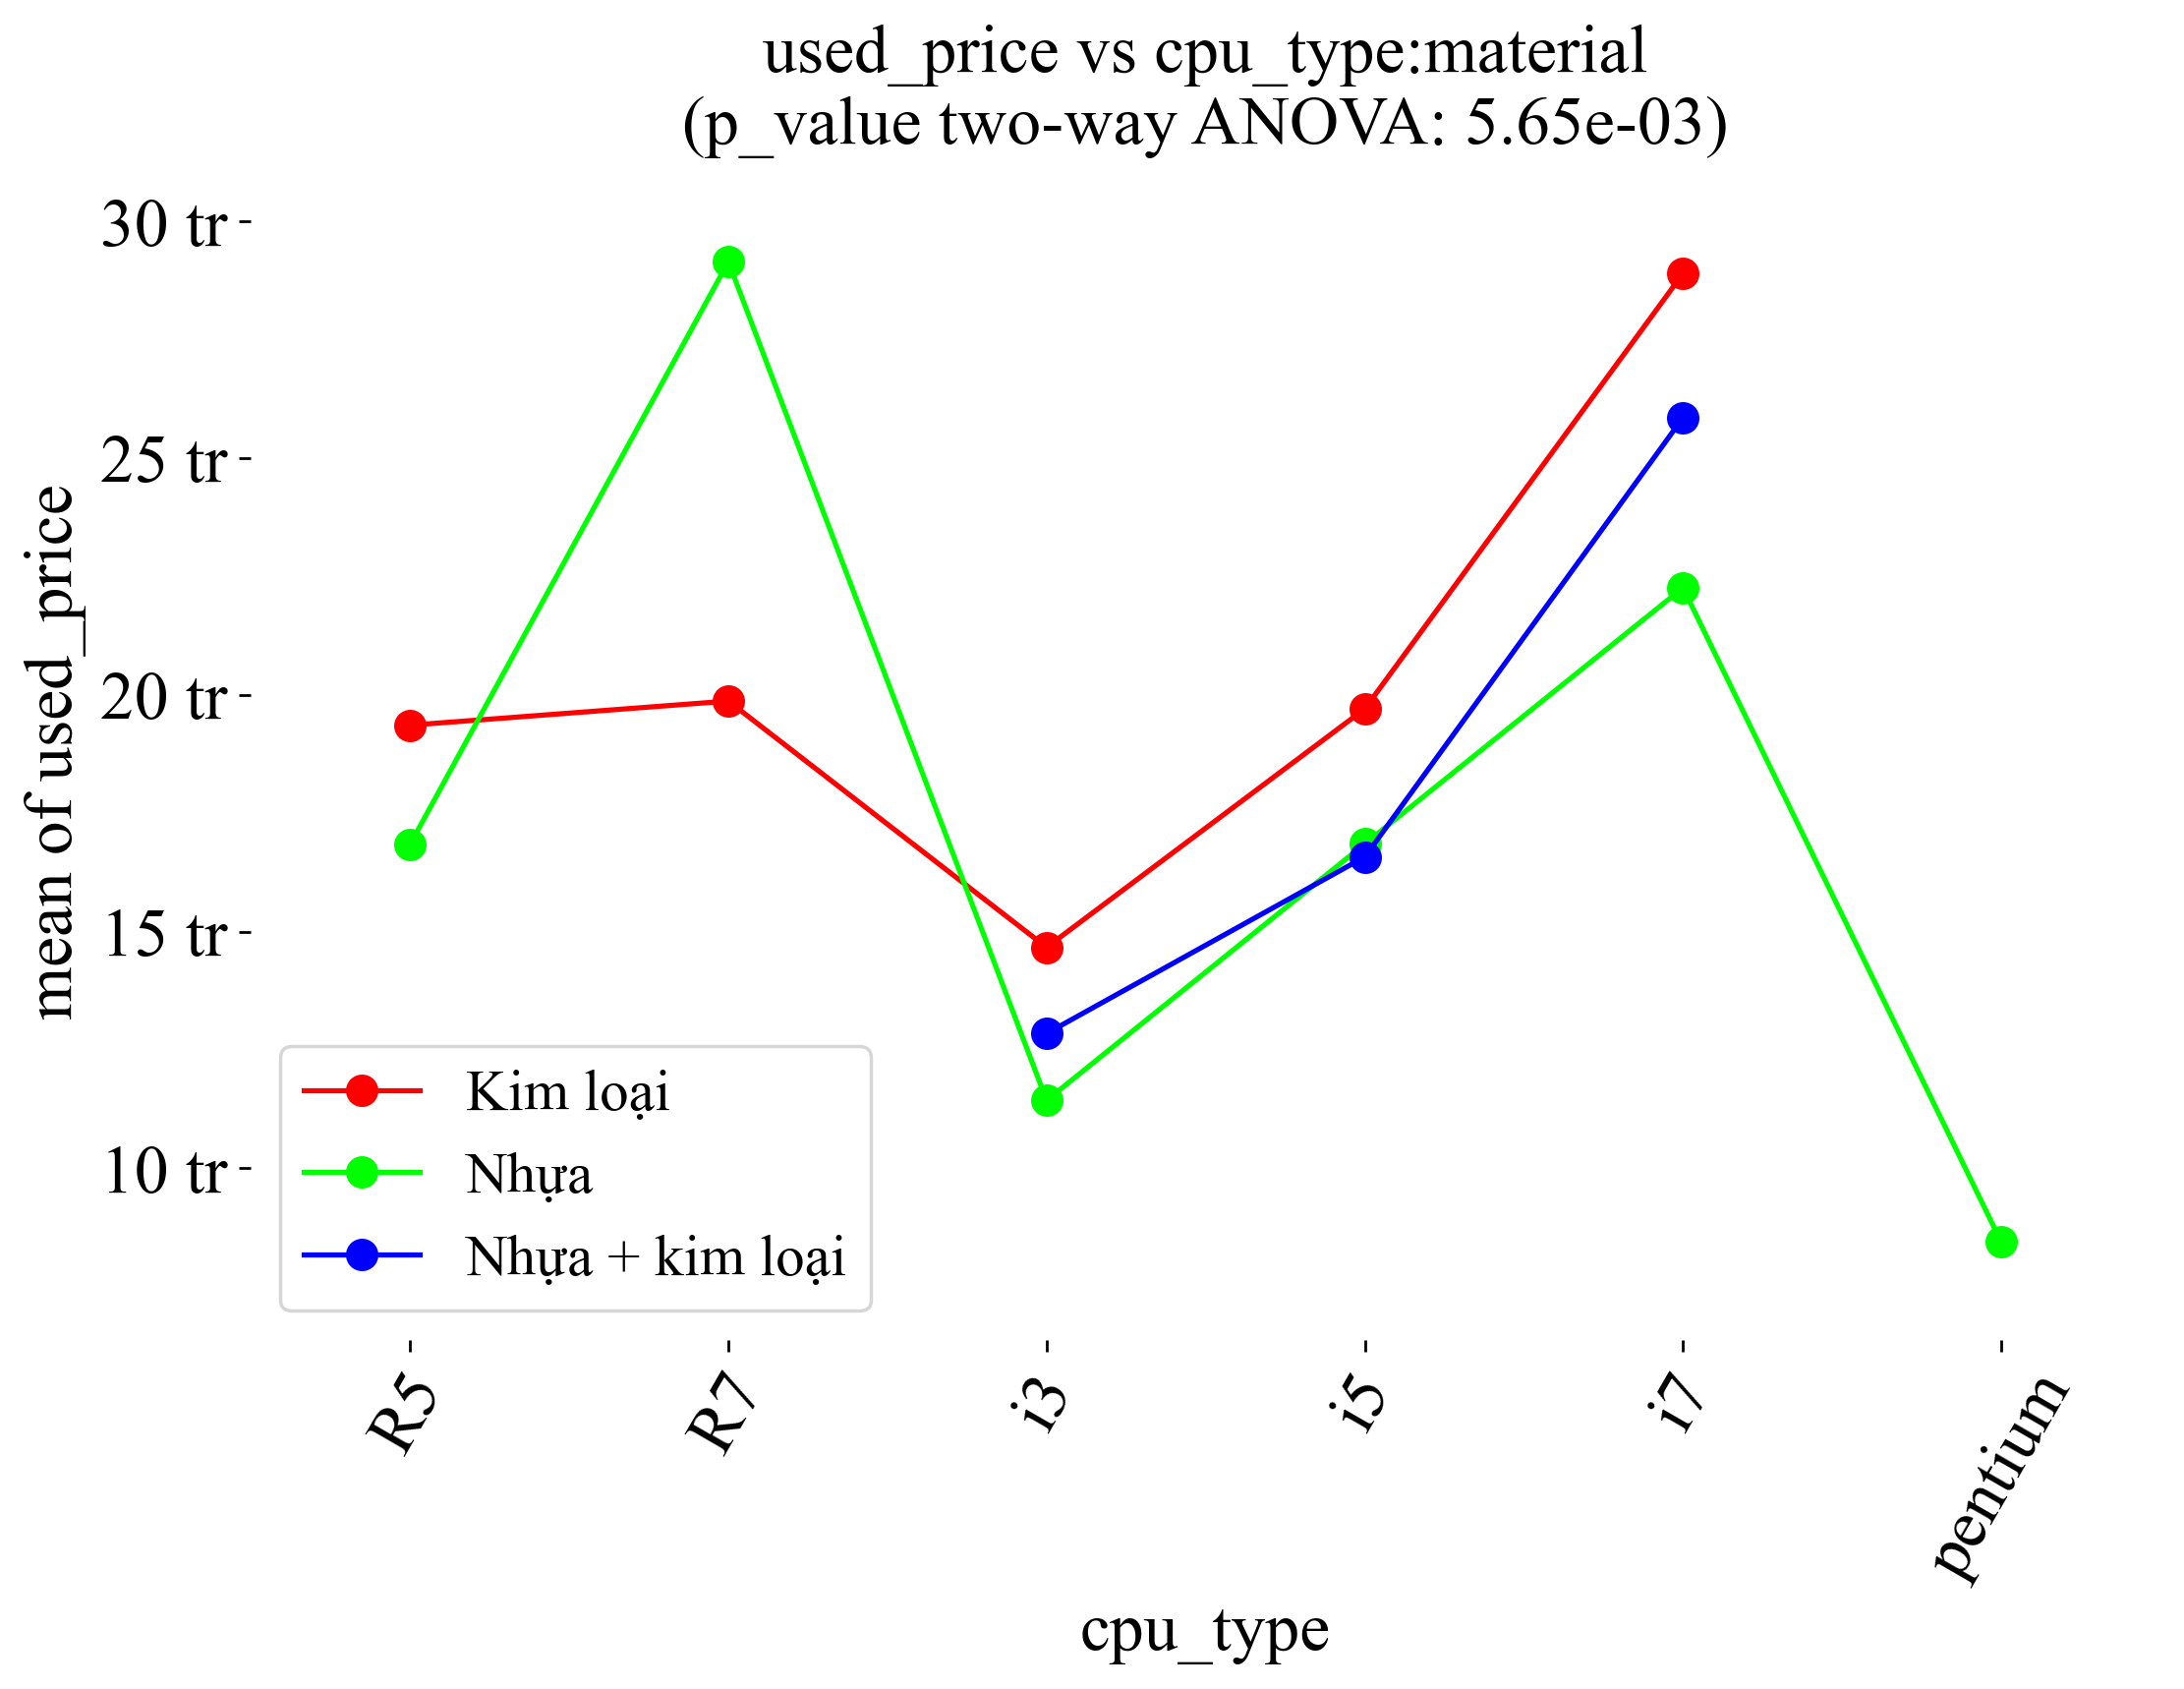 used_price vs cpu_type:material
(p_value two-way ANOVA: 5.65e-03)
30 tr
25 tr
20 tr
15 tr
10 tr
mean of used_price
Kim loại
Nhựa
Nhựa + kim loại
R5
R7
i3
i5
i7
pentium
cpu_type